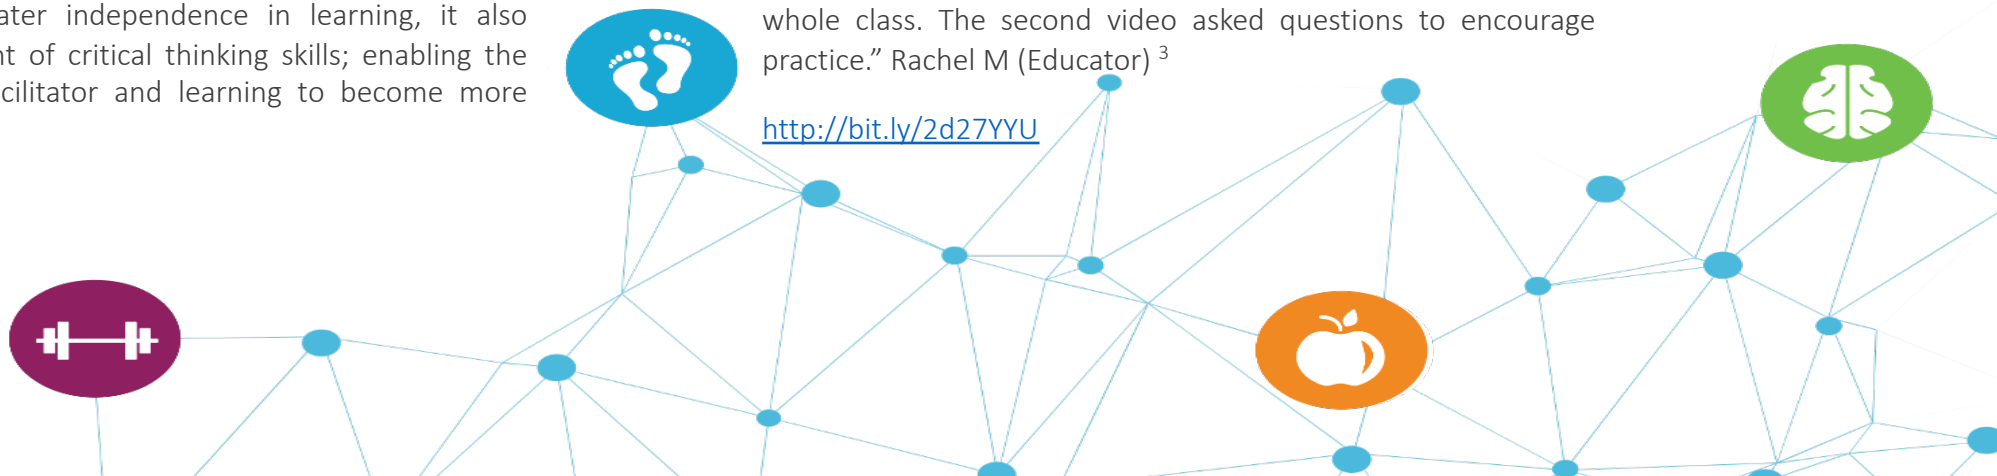 ater independence in learning, it also
nt of critical thinking skills; enabling the
cilitator and learning to become more
whole class. The second video asked questions to encourage
practice.” Rachel M (Educator) 3
http://bit.ly/2d27YYU